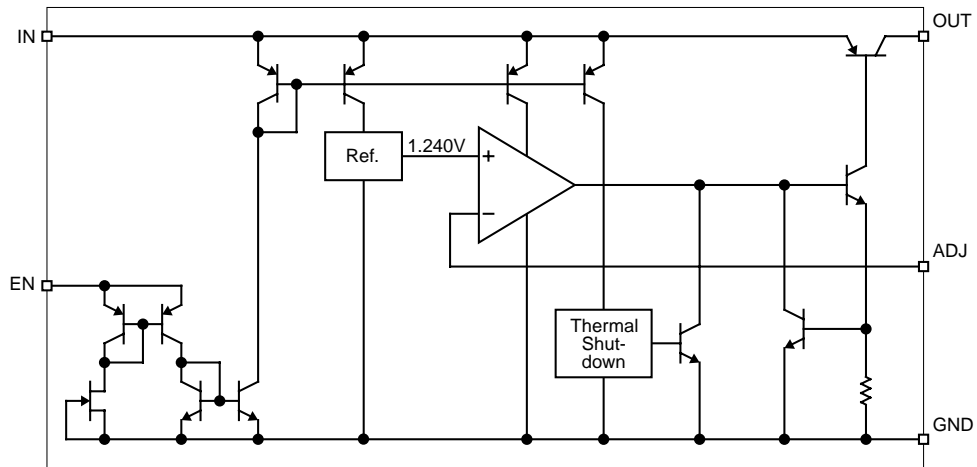 IN
OUT
Ref.
1.240V
+
−
ADJ
EN
Thermal
Shut-
down
GND